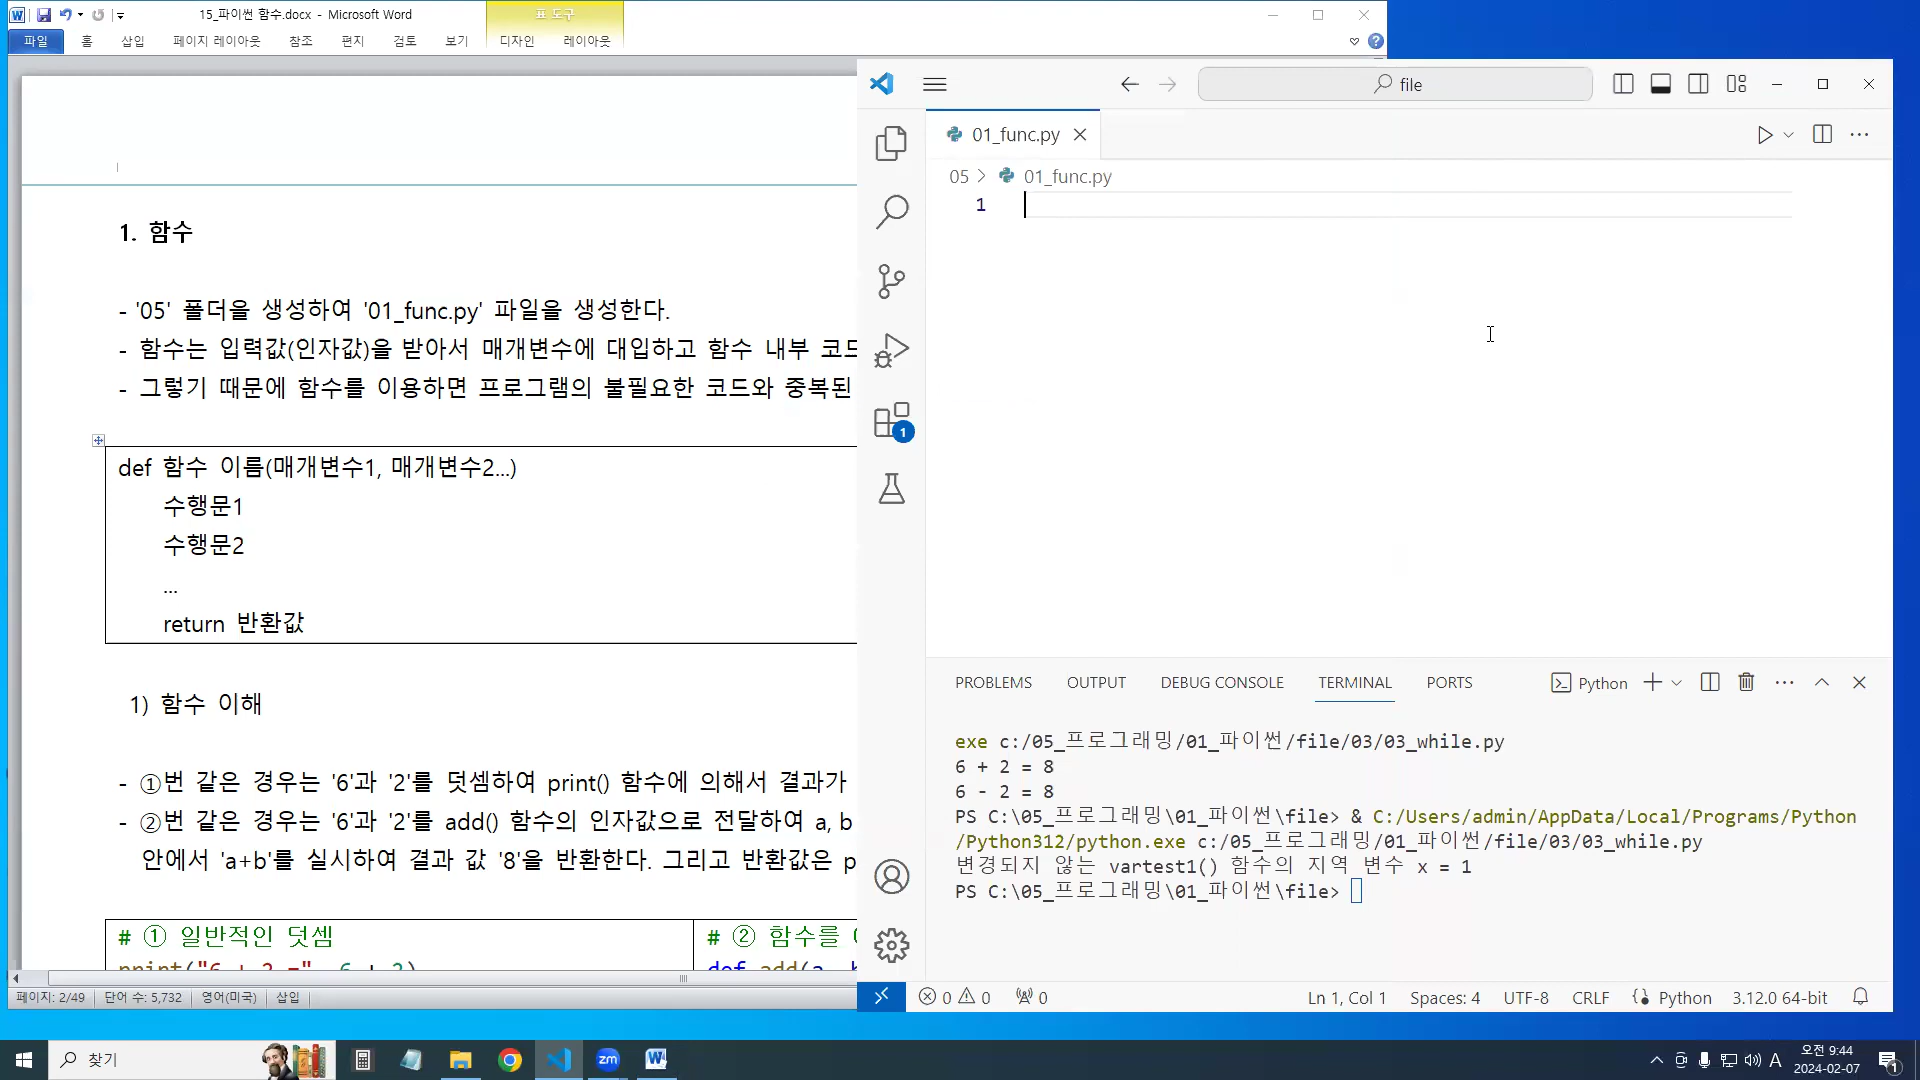 15_파이썬 함수.docx - Microsoft Word
표 도구
파일 홈 삽입 페이지 레이아웃 참조 편지 검토 보기 디자인 레이아웃
1. 함수
- '05' 폴더을 생성하여 '01_func.py' 파일을 생성한다.
- 함수는 입력값(인자값)을 받아서 매개변수에 대입하고 함수 내부 코드
- 그렇기 때문에 함수를 이용하면 프로그램의 불필요한 코드와 중복된
def 함수 이름(매개변수1, 매개변수2...)
수행문1
수행문2
...
return 반환값
1) 함수 이해
- ①번 같은 경우는 '6'과 '2'를 덧셈하여 print() 함수에 의해서 결과가
- ②번 같은 경우는 '6'과 '2'를 add() 함수의 인자값으로 전달하여 a, b
안에서 'a+b'를 실시하여 결과 값 '8'을 반환한다. 그리고 반환값은 p
# ① 일반적인 덧셈
# ② 함수를
print("6 + 2 =", 6 + 2)
def add(a, b
페이지: 2/49 단어 수: 5,732 영어(미국) 삽입
file
01_func.py
05 > 01_func.py
1
1
PROBLEMS OUTPUT DEBUG CONSOLE TERMINAL PORTS Python
exe c:/05_프로그래밍/01_파이썬/file/03/03_while.py
6 + 2 = 8
6 - 2 = 8
PS C:\05_프로그래밍\01_파이썬\file> & C:/Users/admin/AppData/Local/Programs/Python
/Python312/python.exe c:/05_프로그래밍/01_파이썬/file/03/03_while.py
변경되지 않는 vartest1() 함수의 지역 변수 x = 1
PS C:\05_프로그래밍\01_파이썬\file>
0 0 0 Ln 1, Col 1 Spaces: 4 UTF-8 CRLF Python 3.12.0 64-bit
찾기
zm
A
오전 9:44
2024-02-07
1